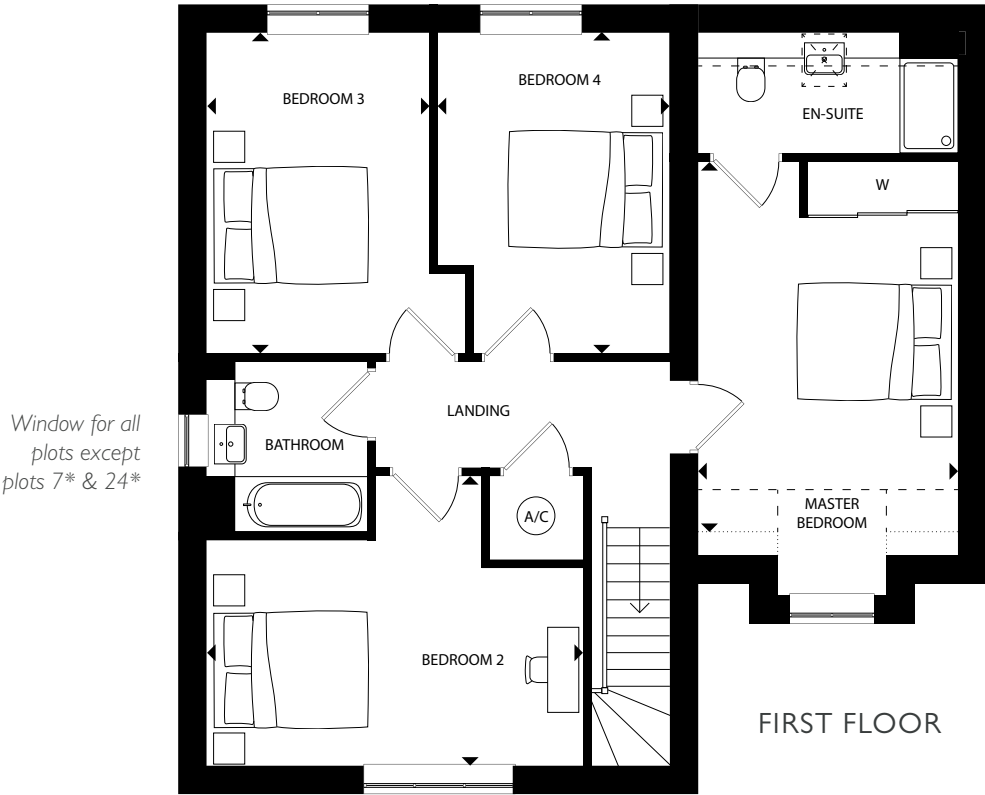 BEDROOM 3
BEDROOM 4
EN-SUITE
W
Window for all
plots except
plots 7* & 24*
BATHROOM
LANDING
A/C
MASTER
BEDROOM
BEDROOM 2
FIRST FLOOR